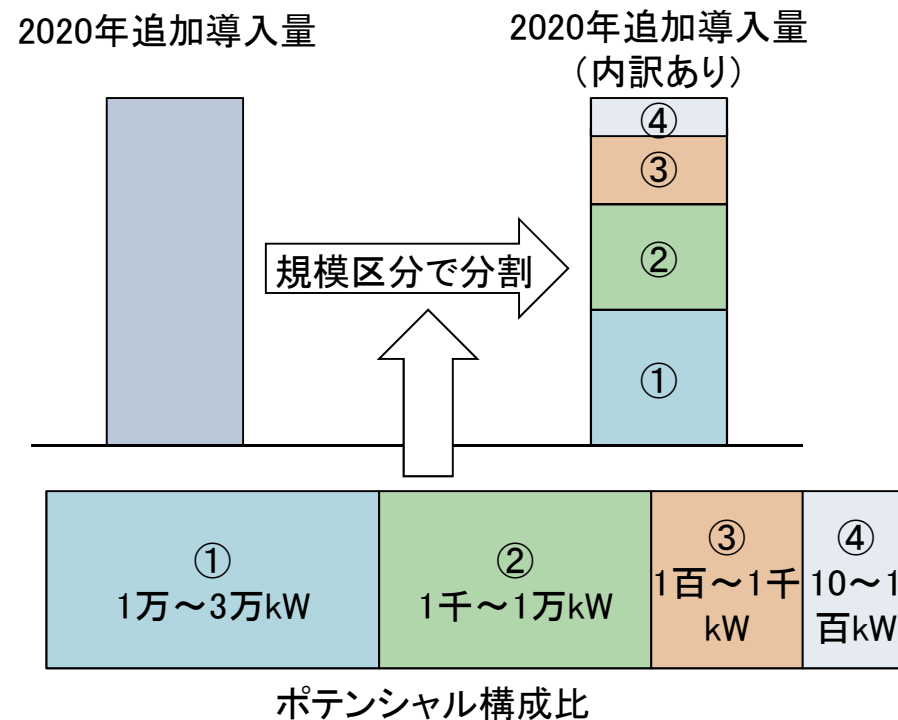 2020年追加導入量
2020年追加導入量
（内訳あり）
④
③
②
①
規模区分で分割
①
1万～3万kW
②
1千～1万kW
③
1百～1千
kW
④
10～1
百kW
ポテンシャル構成比